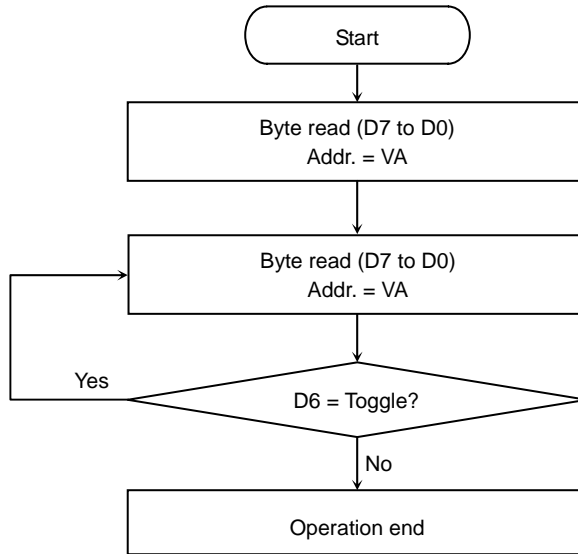 Start
Byte read (D7 to D0)
Addr. = VA
Byte read (D7 to D0)
Addr. = VA
Yes
D6 = Toggle?
No
Operation end